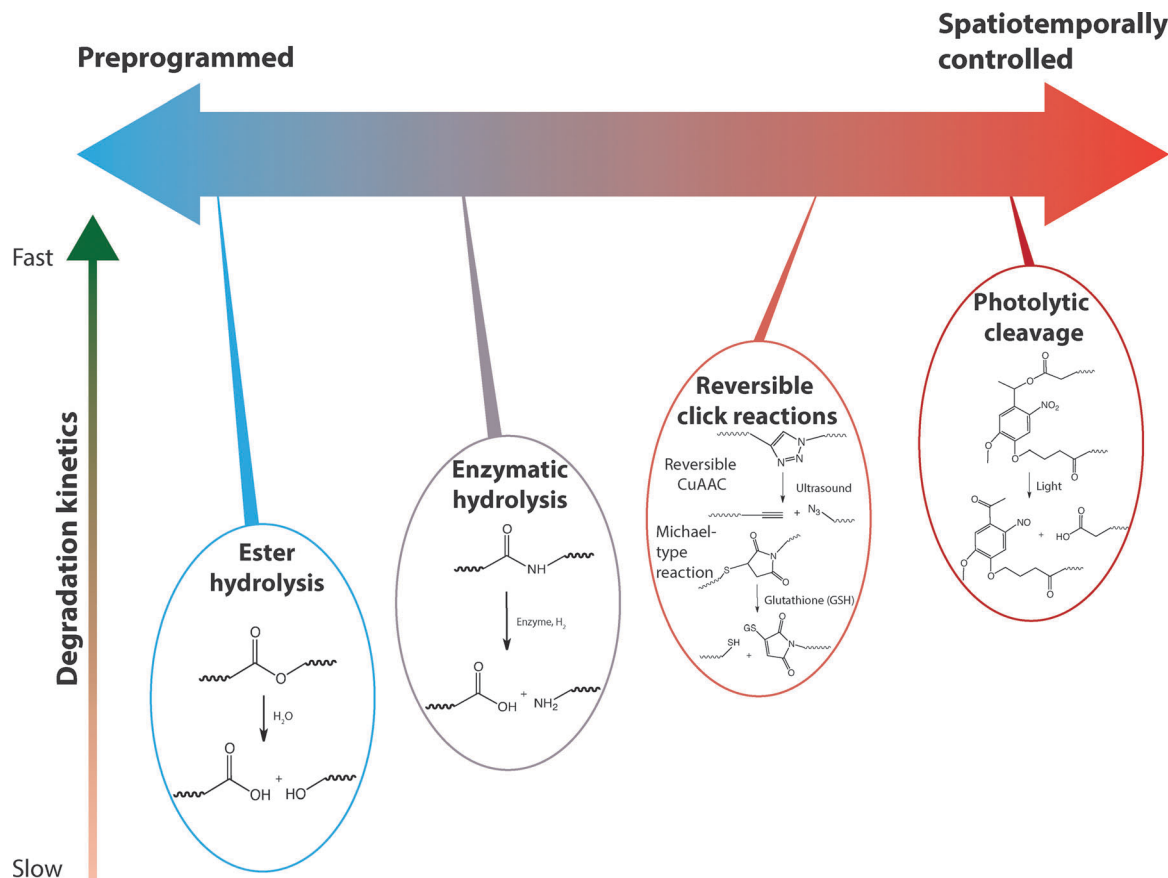 Preprogrammed
Spatiotemporally
controlled
Fast
Degradation kinetics
Slow
Ester
hydrolysis
O
O
H₂O
O
OH
+
HO
Enzymatic
hydrolysis
O
NH
Enzyme, H₂
O
OH
+
NH₂
Reversible
click reactions
N
N
N
Reversible
CuAAC
Ultrasound
+
N₃
Michael-
type
reaction
O
N
S
O
Glutathione (GSH)
SH
+
GS
O
N
O
Photolytic
cleavage
O
O
NO₂
O
O
O
Light
O
NO
O
O
O
+
O
HO